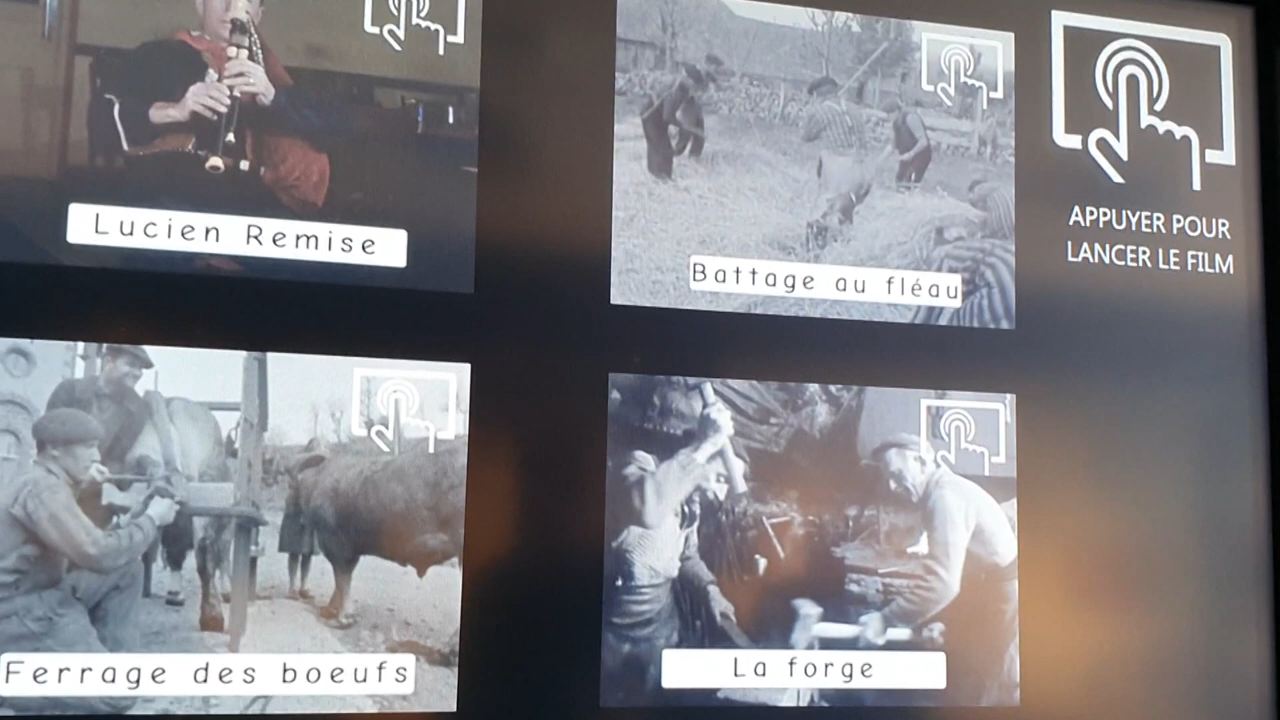 Lucien Remise
Battage au fléau
APPUYER POUR
LANCER LE FILM
Ferrage des boeufs
La forge